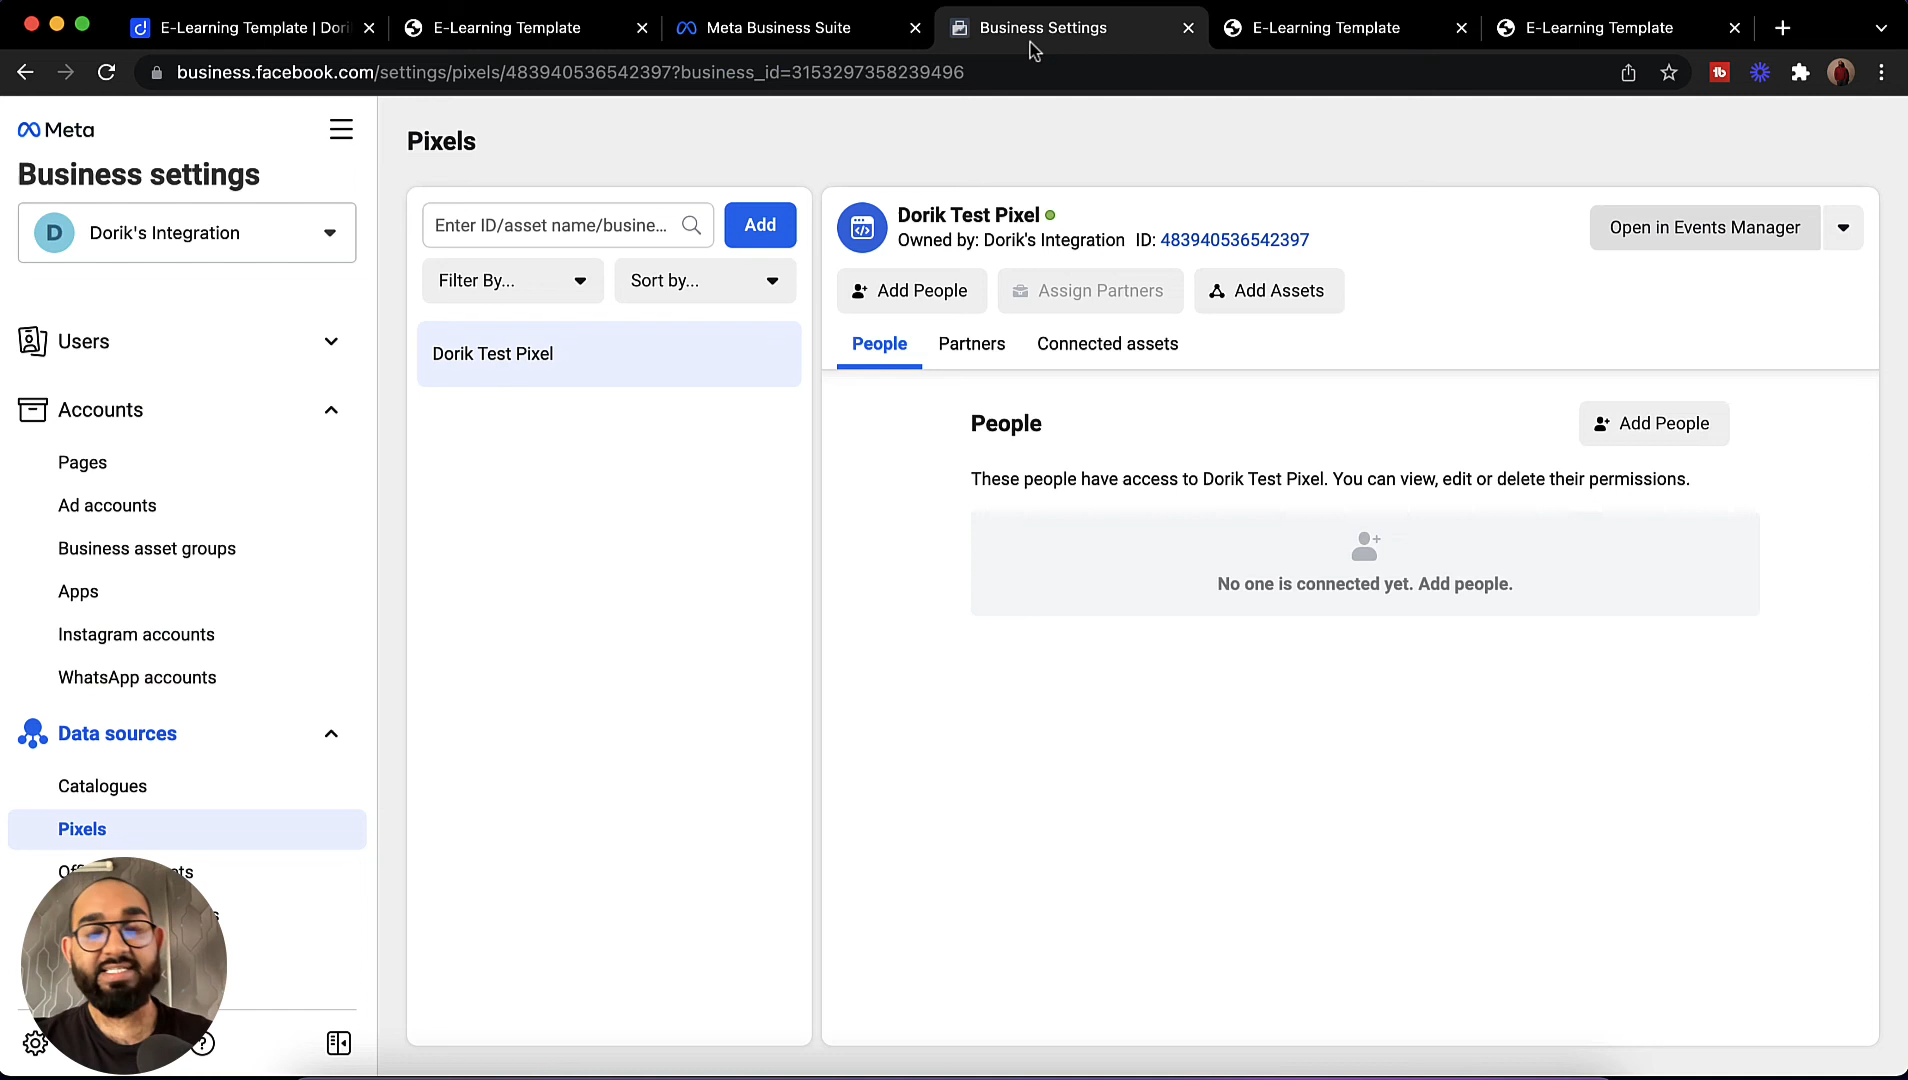 E-Learning Template | Dori
E-Learning Template
Meta Business Suite
Business Settings
E-Learning Template
E-Learning Template
business.facebook.com/settings/pixels/483940536542397?business_id=3153297358239496
Meta
Business settings
D Dorik's Integration
Users
Accounts
Pages
Ad accounts
Business asset groups
Apps
Instagram accounts
WhatsApp accounts
Data sources
Catalogues
Pixels
Pixels
Enter ID/asset name/busine...
Add
Filter By...
Sort by...
Dorik Test Pixel
Dorik Test Pixel
Owned by: Dorik's Integration ID: 483940536542397
Open in Events Manager
Add People
Assign Partners
Add Assets
People
Partners
Connected assets
People
Add People
These people have access to Dorik Test Pixel. You can view, edit or delete their permissions.
No one is connected yet. Add people.